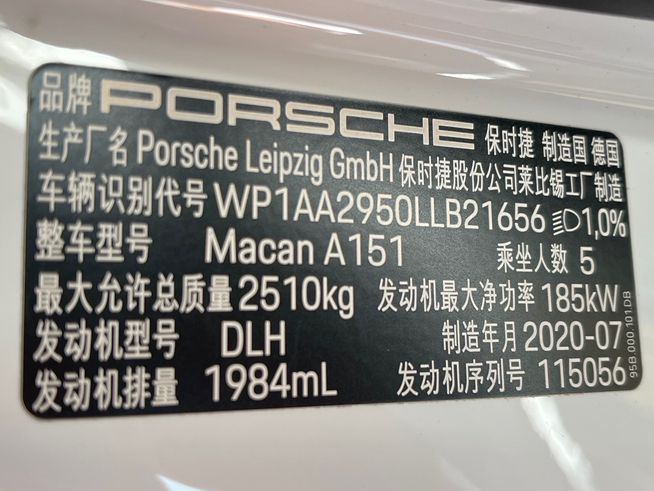 品牌 PORSCHE 保时捷 制造国 德国
生产厂名 Porsche Leipzig GmbH 保时捷股份公司莱比锡工厂制造
车辆识别代号 WP1AA2950LLB21656 1,0%
整车型号 Macan A151 乘坐人数 5
最大允许总质量 2510kg 发动机最大净功率 185kW
发动机型号 DLH 制造年月 2020-07
发动机排量 1984mL 发动机序列号 115056
95B.000.101.DB